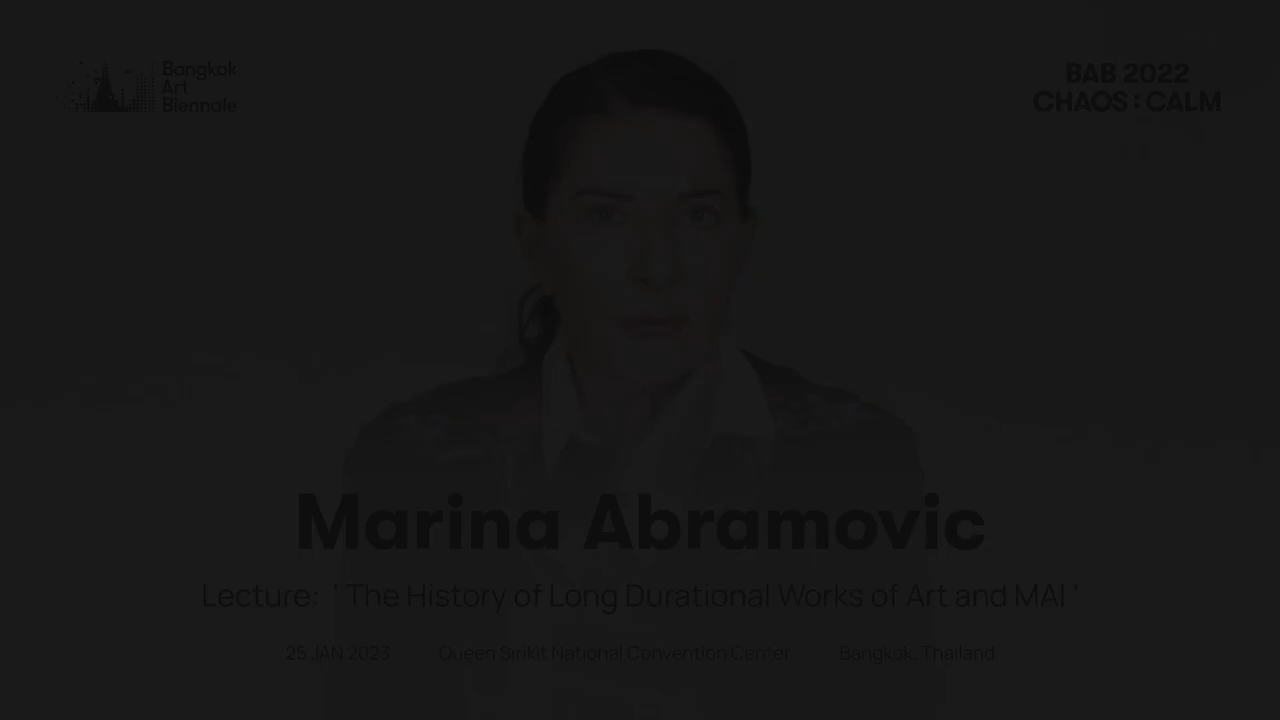 Bangkok
Art
Biennale
BAB 2022
CHAOS : CALM
Marina Abramovic
Lecture: ' The History of Long Durational Works of Art and MAI '
25 JAN 2023 Queen Sirikit National Convention Center Bangkok, Thailand